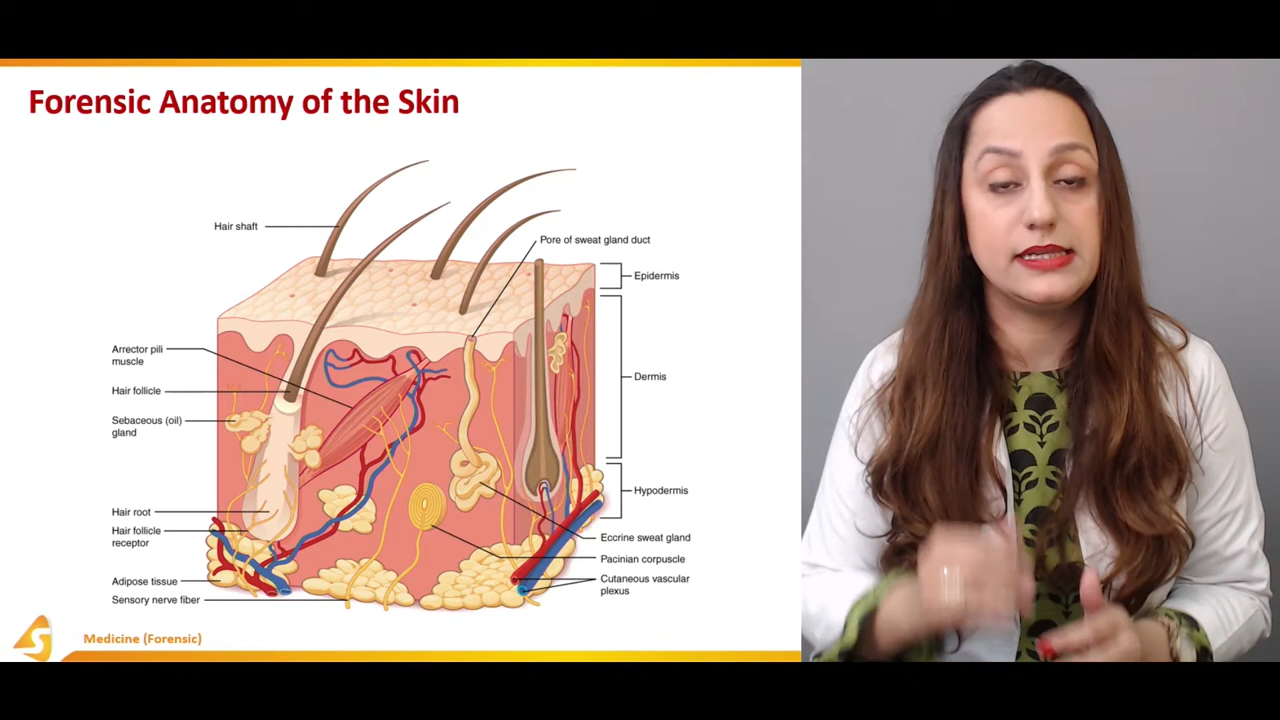 Forensic Anatomy of the Skin
Hair shaft
Pore of sweat gland duct
Epidermis
Arrector pili
muscle
Dermis
Hair follicle
Sebaceous (oil)
gland
Hypodermis
Hair root
Hair follicle
receptor
Eccrine sweat gland
Pacinian corpuscle
Adipose tissue
Cutaneous vascular
plexus
Sensory nerve fiber
S
Medicine (Forensic)